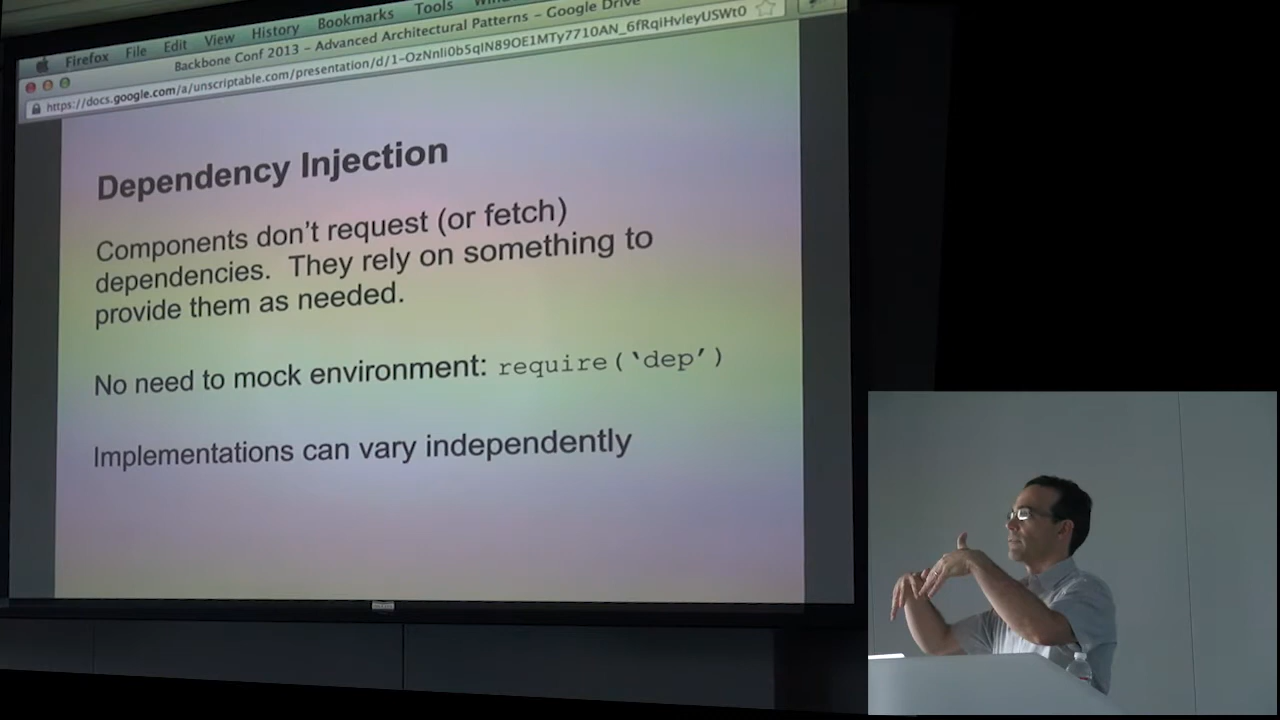 Firefox File Edit View History Bookmarks Tools
Backbone Conf 2013 – Advanced Architectural Patterns – Google Drive
https://docs.google.com/a/unscriptable.com/presentation/d/1-OzNnli0b5qlN89OE1MTy7710AN_6fRqiHvleyUSWt0
Dependency Injection
Components don't request (or fetch)
dependencies. They rely on something to
provide them as needed.
No need to mock environment: require(‘dep’)
Implementations can vary independently